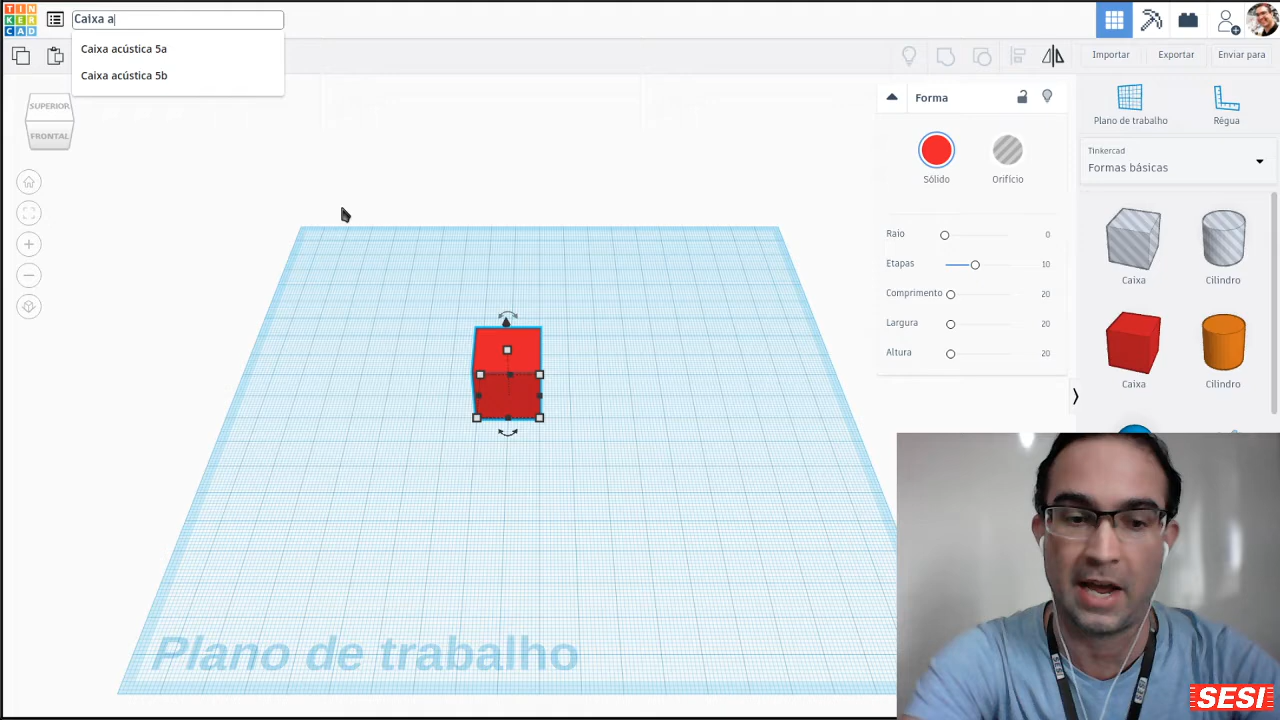 TIN
KER
CAD
Caixa a
Caixa acústica 5a
Caixa acústica 5b
Importar
Exportar
Enviar para
SUPERIOR
FRONTAL
Forma
Sólido
Orifício
Raio
0
Etapas
10
Comprimento
20
Largura
20
Altura
20
Plano de trabalho
Régua
Tinkercad
Formas básicas
Caixa
Cilindro
Caixa
Cilindro
Plano de trabalho
SESI